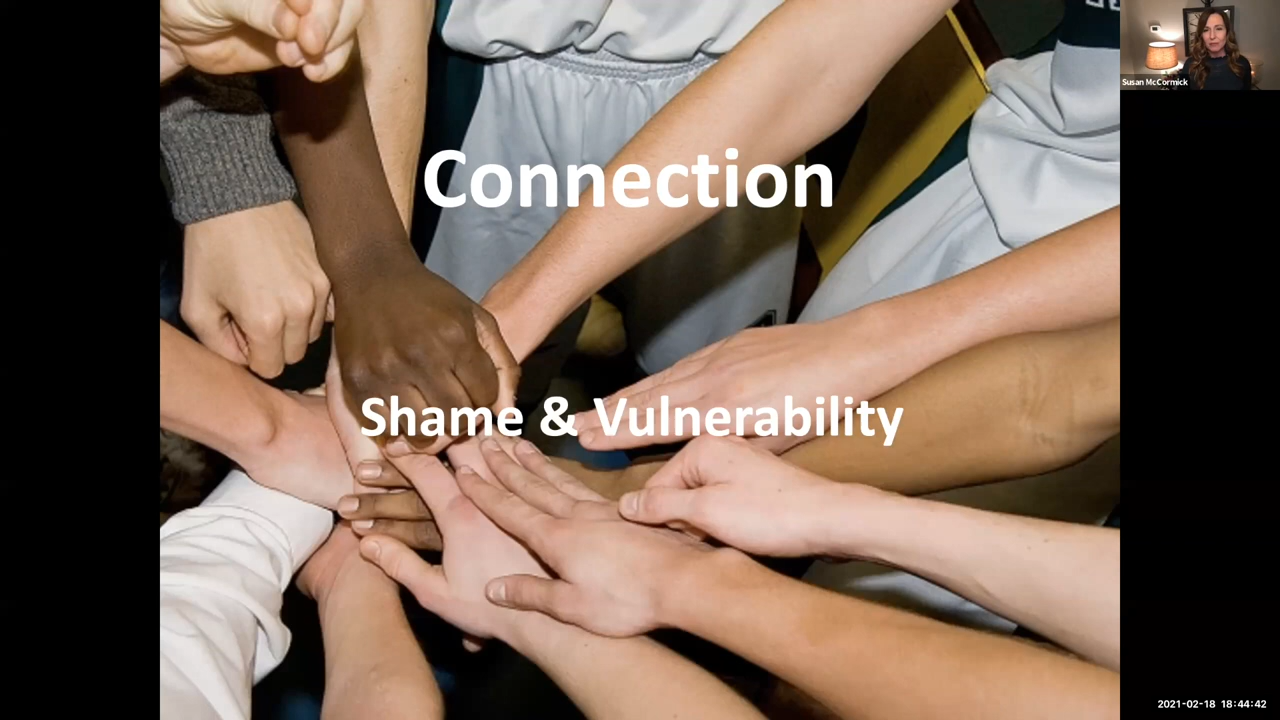 Susan McCormick
Connection
Shame & Vulnerability
2021-02-18 18:44:42